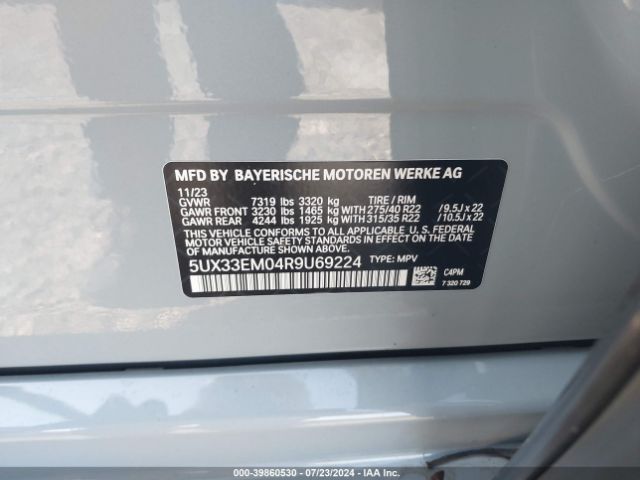 MFD BY BAYERISCHE MOTOREN WERKE AG
11/23
GVWR 7319 lbs 3320 kg TIRE / RIM
GAWR FRONT 3230 lbs 1465 kg WITH 275/40 R22 /9.5J x 22
GAWR REAR 4244 lbs 1925 kg WITH 315/35 R22 /10.5J x 22
THIS VEHICLE CONFORMS TO ALL APPLICABLE U.S. FEDERAL
MOTOR VEHICLE SAFETY STANDARDS IN EFFECT ON THE DATE
OF MANUFACTURE SHOWN ABOVE.
5UX33EM04R9U69224 TYPE: MPV
C4PM
7 320 729
000-39860530 - 07/23/2024 - IAA Inc.